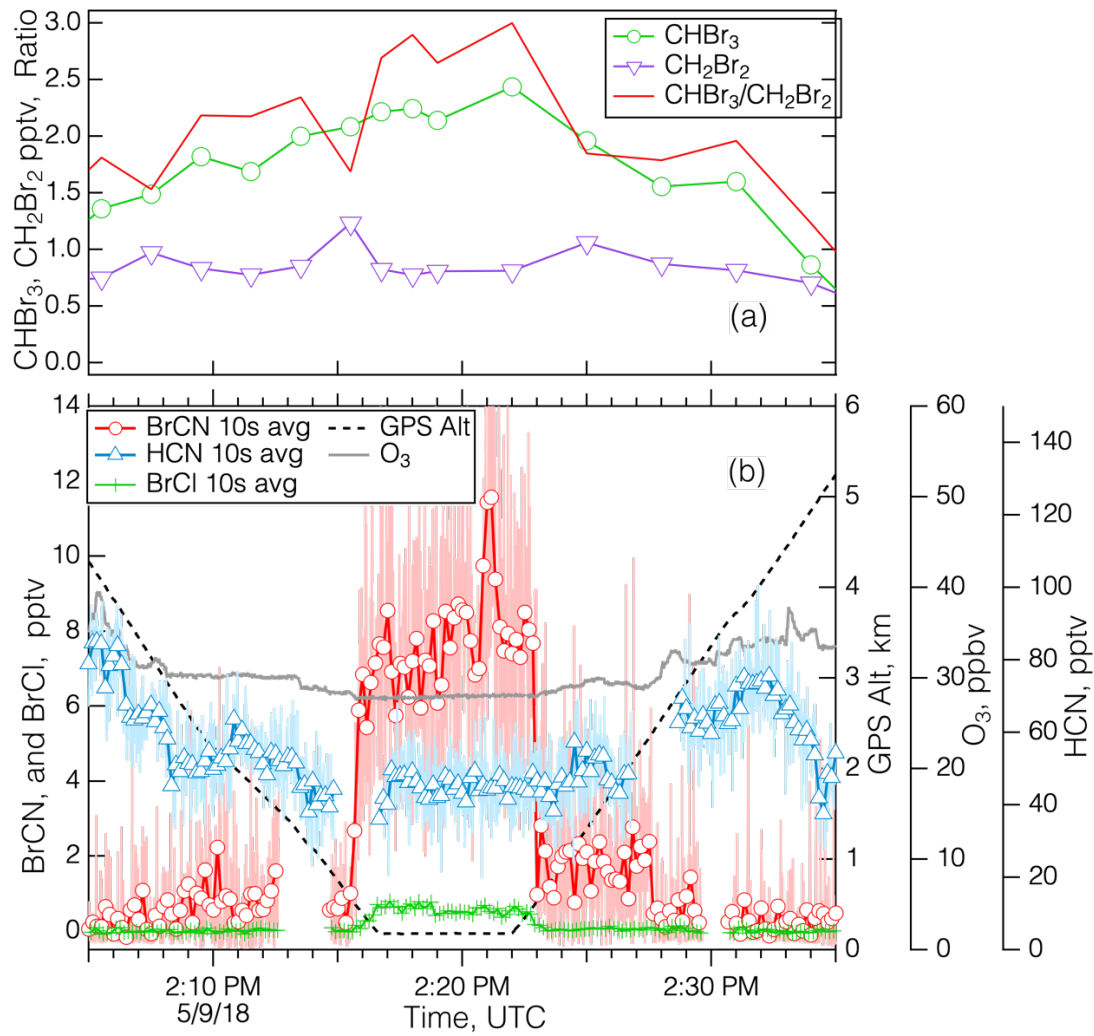 CHBr3, CH2Br2 pptv, Ratio
3.0
2.5
2.0
1.5
1.0
0.5
0.0
CHBr3
CH2Br2
CHBr3/CH2Br2
(a)
BrCN, and BrCl, pptv
14
12
10
8
6
4
2
0
BrCN 10s avg
HCN 10s avg
BrCl 10s avg
GPS Alt
O3
(b)
6
5
4
3
2
1
0
GPS Alt, km
60
50
40
30
20
10
0
O3, ppbv
140
120
100
80
60
40
20
0
HCN, pptv
2:10 PM
5/9/18
2:20 PM
2:30 PM
Time, UTC